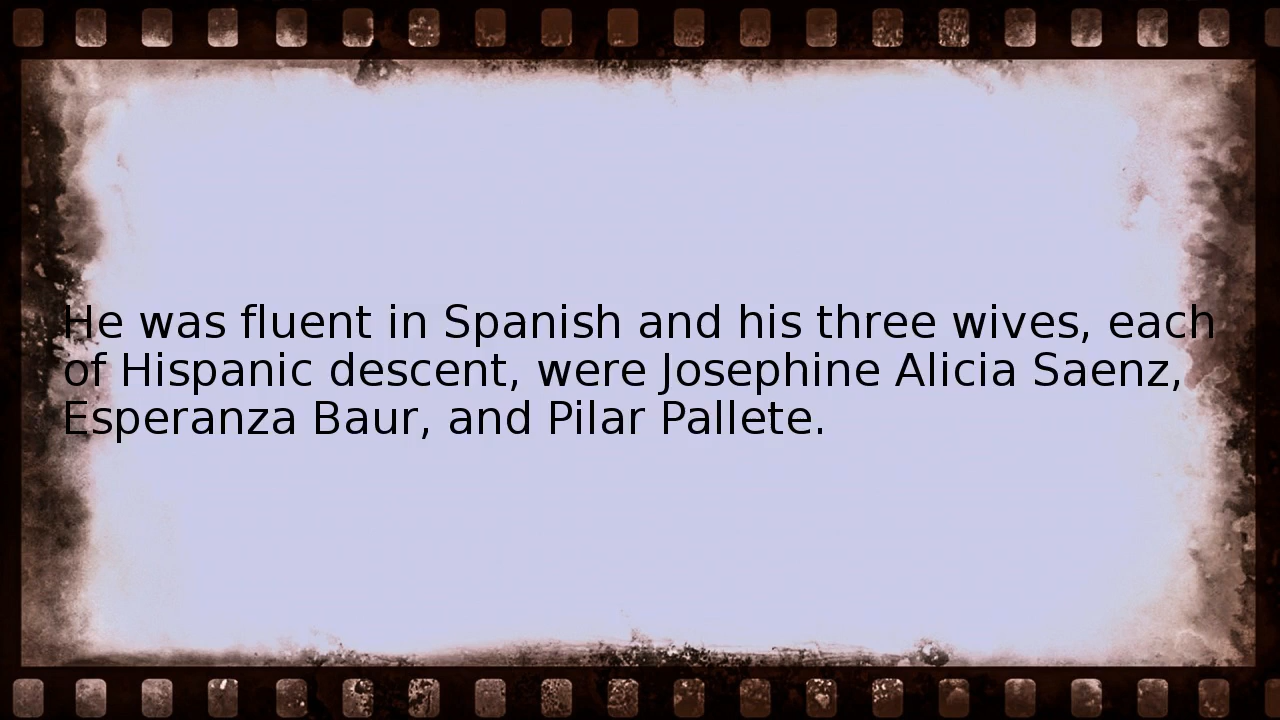 He was fluent in Spanish and his three wives, each
of Hispanic descent, were Josephine Alicia Saenz,
Esperanza Baur, and Pilar Pallete.